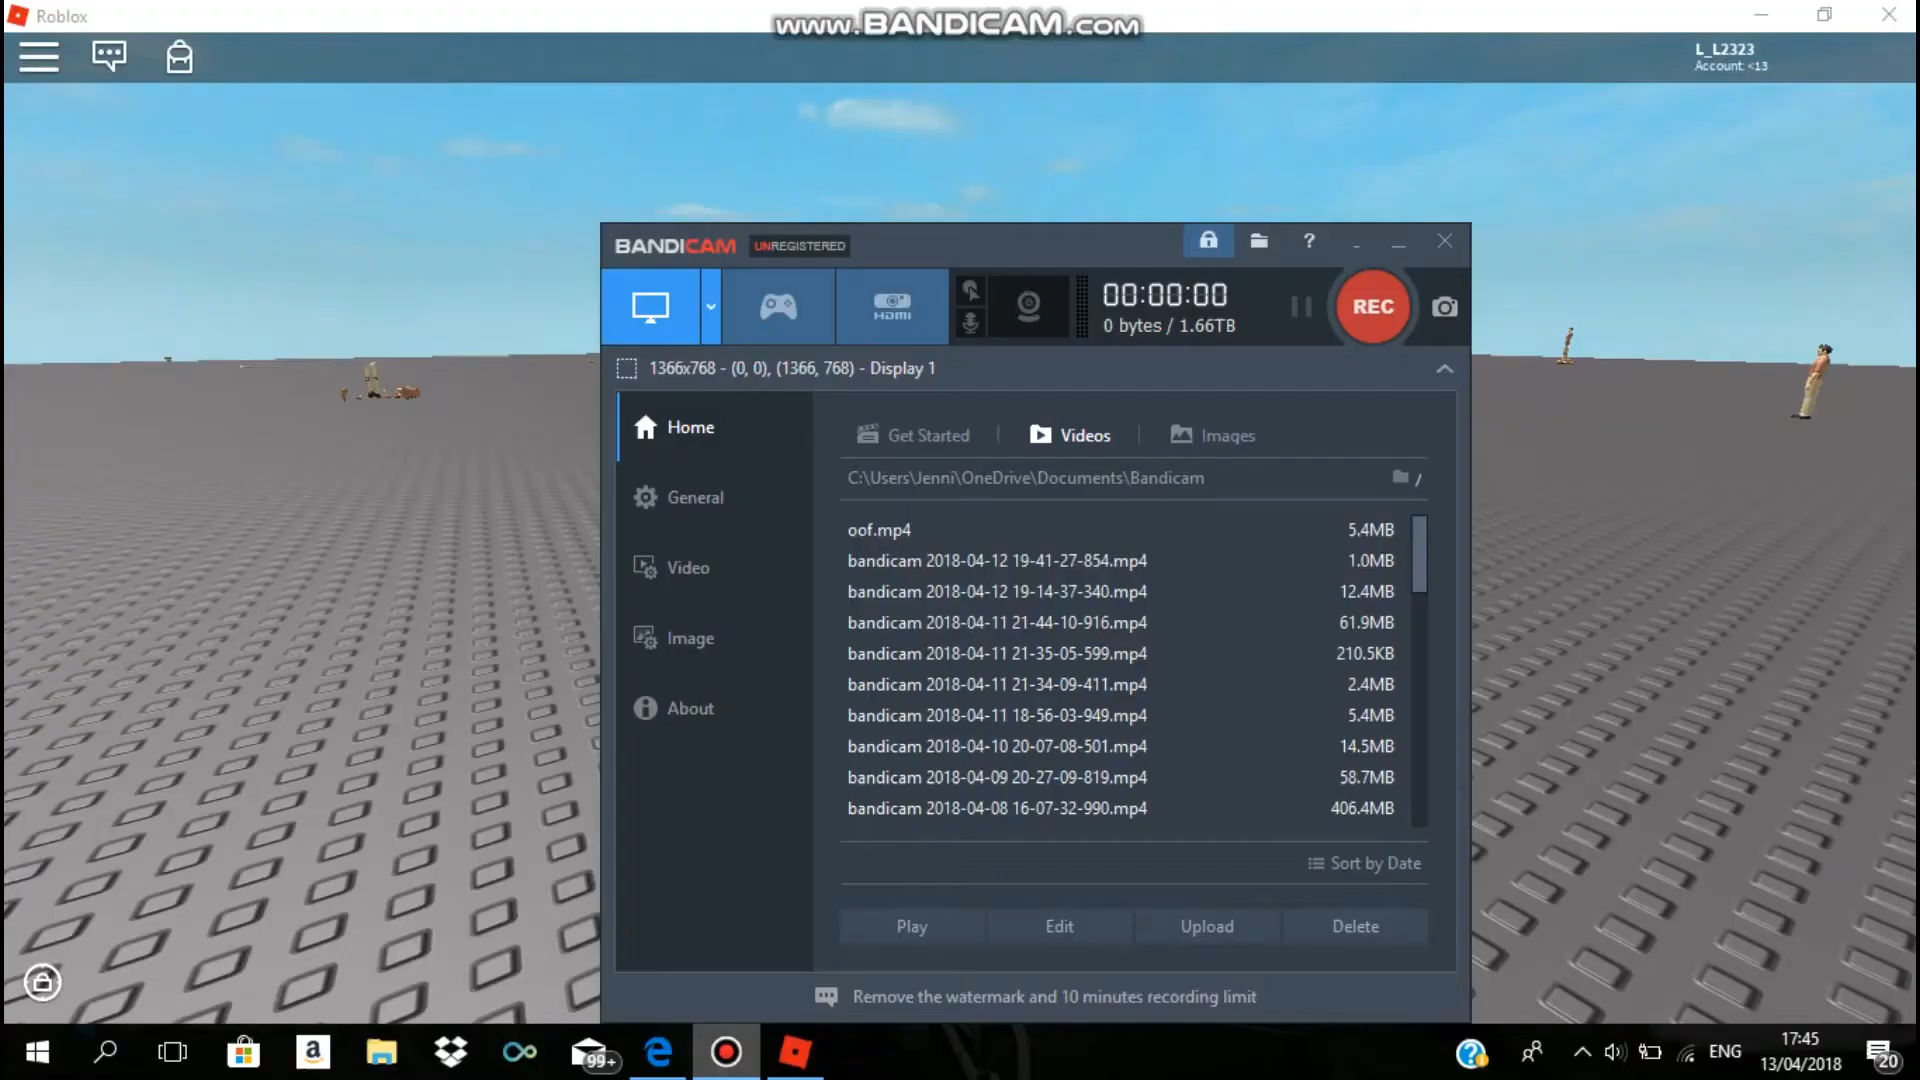 Roblox
www.BANDICAM.com
L_L2323
Account: <13
BANDICAM UNREGISTERED
?
HDMI
00:00:00
0 bytes / 1.66TB
REC
1366x768 - (0, 0), (1366, 768) - Display 1
Home
General
Video
Image
About
Get Started
Videos
Images
C:\Users\Jenni\OneDrive\Documents\Bandicam
/
oof.mp4 5.4MB
bandicam 2018-04-12 19-41-27-854.mp4 1.0MB
bandicam 2018-04-12 19-14-37-340.mp4 12.4MB
bandicam 2018-04-11 21-44-10-916.mp4 61.9MB
bandicam 2018-04-11 21-35-05-599.mp4 210.5KB
bandicam 2018-04-11 21-34-09-411.mp4 2.4MB
bandicam 2018-04-11 18-56-03-949.mp4 5.4MB
bandicam 2018-04-10 20-07-08-501.mp4 14.5MB
bandicam 2018-04-09 20-27-09-819.mp4 58.7MB
bandicam 2018-04-08 16-07-32-990.mp4 406.4MB
Sort by Date
Play Edit Upload Delete
Remove the watermark and 10 minutes recording limit
a
99+
ENG
17:45
13/04/2018
20